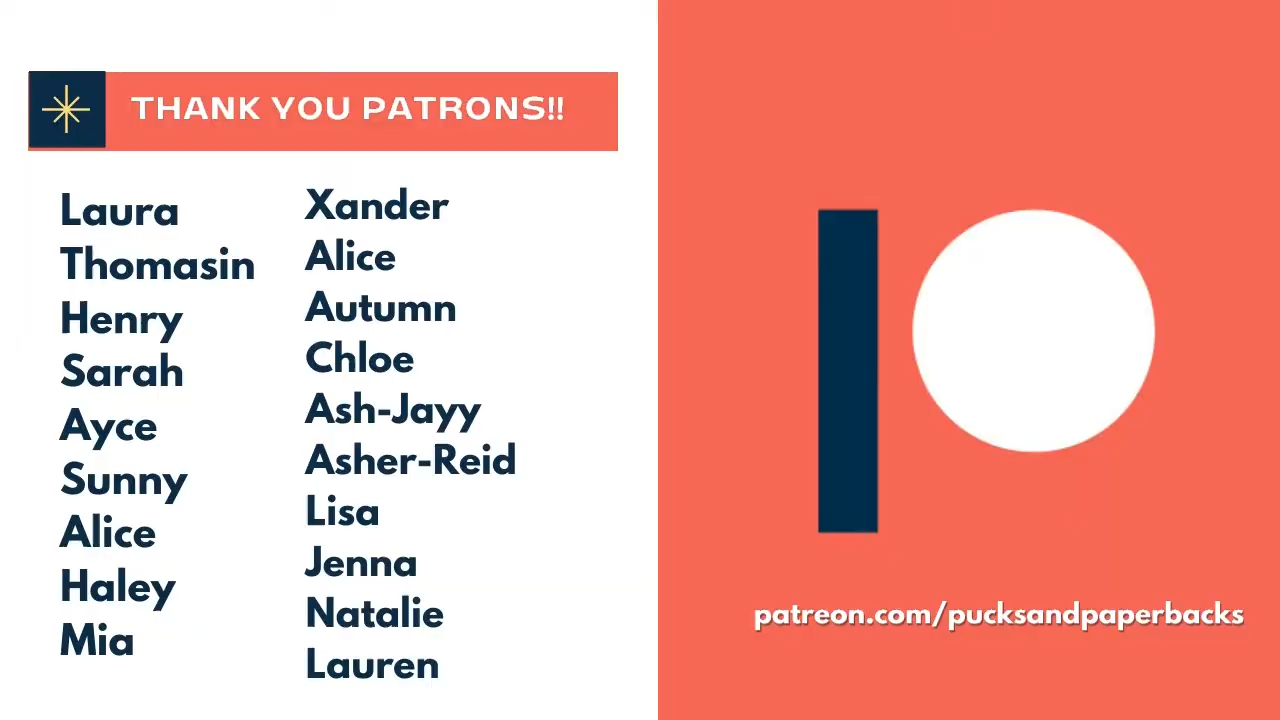 THANK YOU PATRONS!!
Laura
Thomasin
Henry
Sarah
Ayce
Sunny
Alice
Haley
Mia
Xander
Alice
Autumn
Chloe
Ash-Jayy
Asher-Reid
Lisa
Jenna
Natalie
Lauren
patreon.com/pucksandpaperbacks